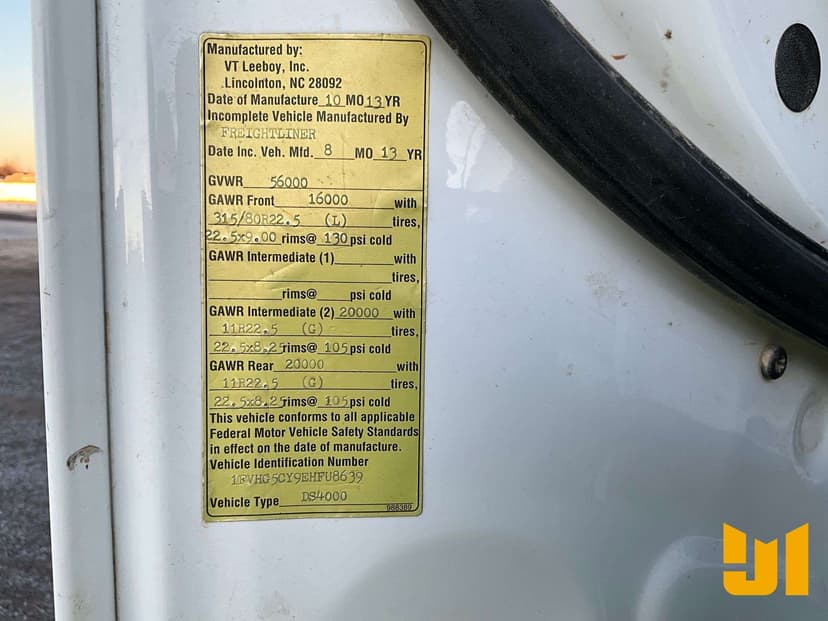 Manufactured by:
VT Leeboy, Inc.
Lincolnton, NC 28092
Date of Manufacture 10 MO 13 YR
Incomplete Vehicle Manufactured By
FREIGHTLINER
Date Inc. Veh. Mfd. 8 MO 13 YR
GVWR 56000
GAWR Front 16000 with
315/80R22.5 (L) tires,
22.5x9.00 rims@ 130 psi cold
GAWR Intermediate (1) with
tires,
rims@ psi cold
GAWR Intermediate (2) 20000 with
11R22.5 (G) tires,
22.5x8.25 rims@ 105 psi cold
GAWR Rear 20000 with
11R22.5 (G) tires,
22.5x8.25 rims@ 105 psi cold
This vehicle conforms to all applicable
Federal Motor Vehicle Safety Standards
in effect on the date of manufacture.
Vehicle Identification Number
1FVHG5CY9EHFU8639
Vehicle Type DS4000